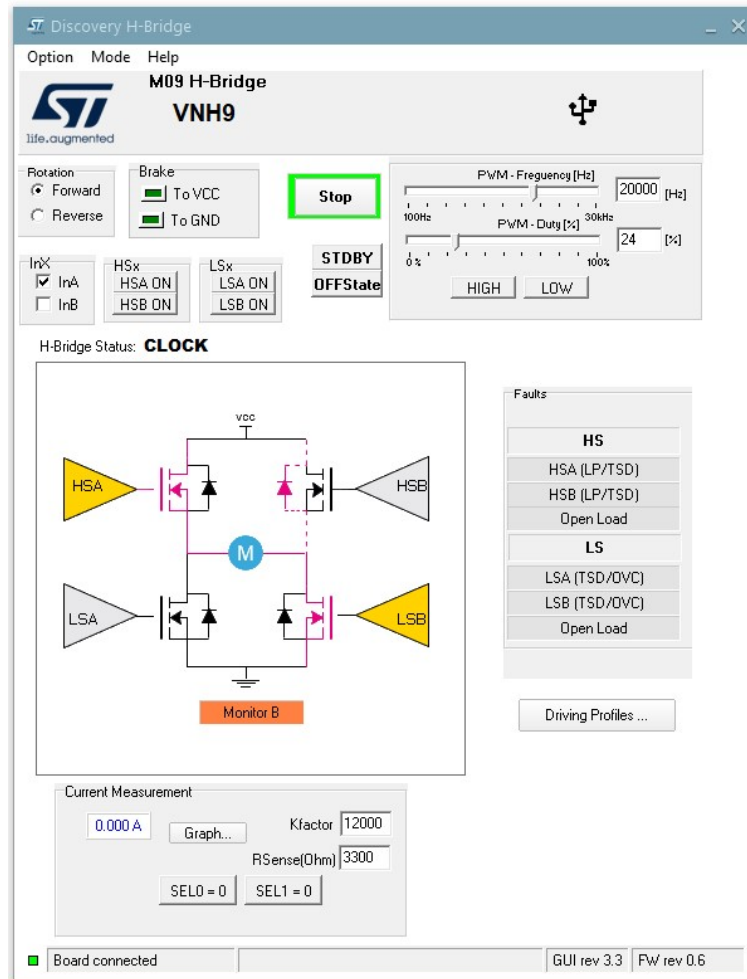 Discovery H-Bridge
Option Mode Help
M09 H-Bridge
VNH9
ST
life.augmented
Rotation
Forward
Reverse
Brake
To VCC
To GND
Stop
STDBY
OFFState
PWM - Freguency [Hz]
20000 [Hz]
100Hz 30kHz
PWM - Duty [%]
24 [%]
0% 100%
HIGH LOW
InX
InA
InB
HSx
HSA ON
HSB ON
LSx
LSA ON
LSB ON
H-Bridge Status: CLOCK
vcc
HSA HSB
M
LSA LSB
Monitor B
Faults
HS
HSA (LP/TSD)
HSB (LP/TSD)
Open Load
LS
LSA (TSD/OVC)
LSB (TSD/OVC)
Open Load
Driving Profiles ...
Current Measurement
0.000 A
Graph...
Kfactor 12000
RSense(Ohm) 3300
SEL0 = 0 SEL1 = 0
Board connected GUI rev 3.3 FW rev 0.6